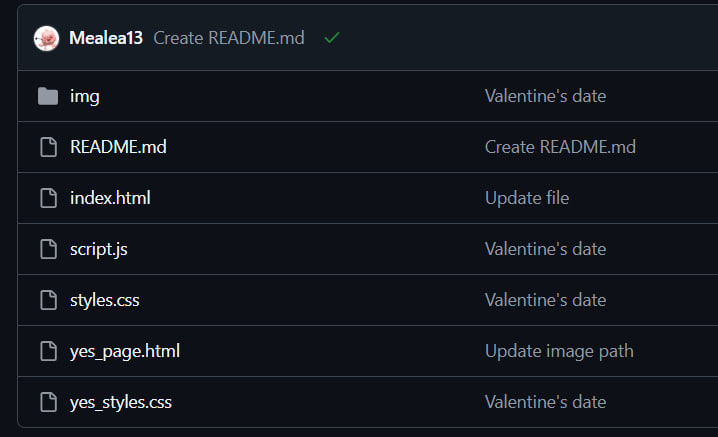 Mealea13 Create README.md
img Valentine's date
README.md Create README.md
index.html Update file
script.js Valentine's date
styles.css Valentine's date
yes_page.html Update image path
yes_styles.css Valentine's date